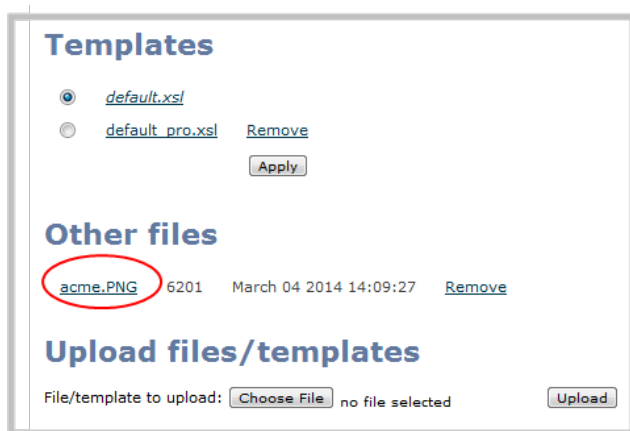 Templates
default.xsl
default_pro.xsl Remove
Apply
Other files
acme.PNG 6201 March 04 2014 14:09:27 Remove
Upload files/templates
File/template to upload: Choose File no file selected Upload